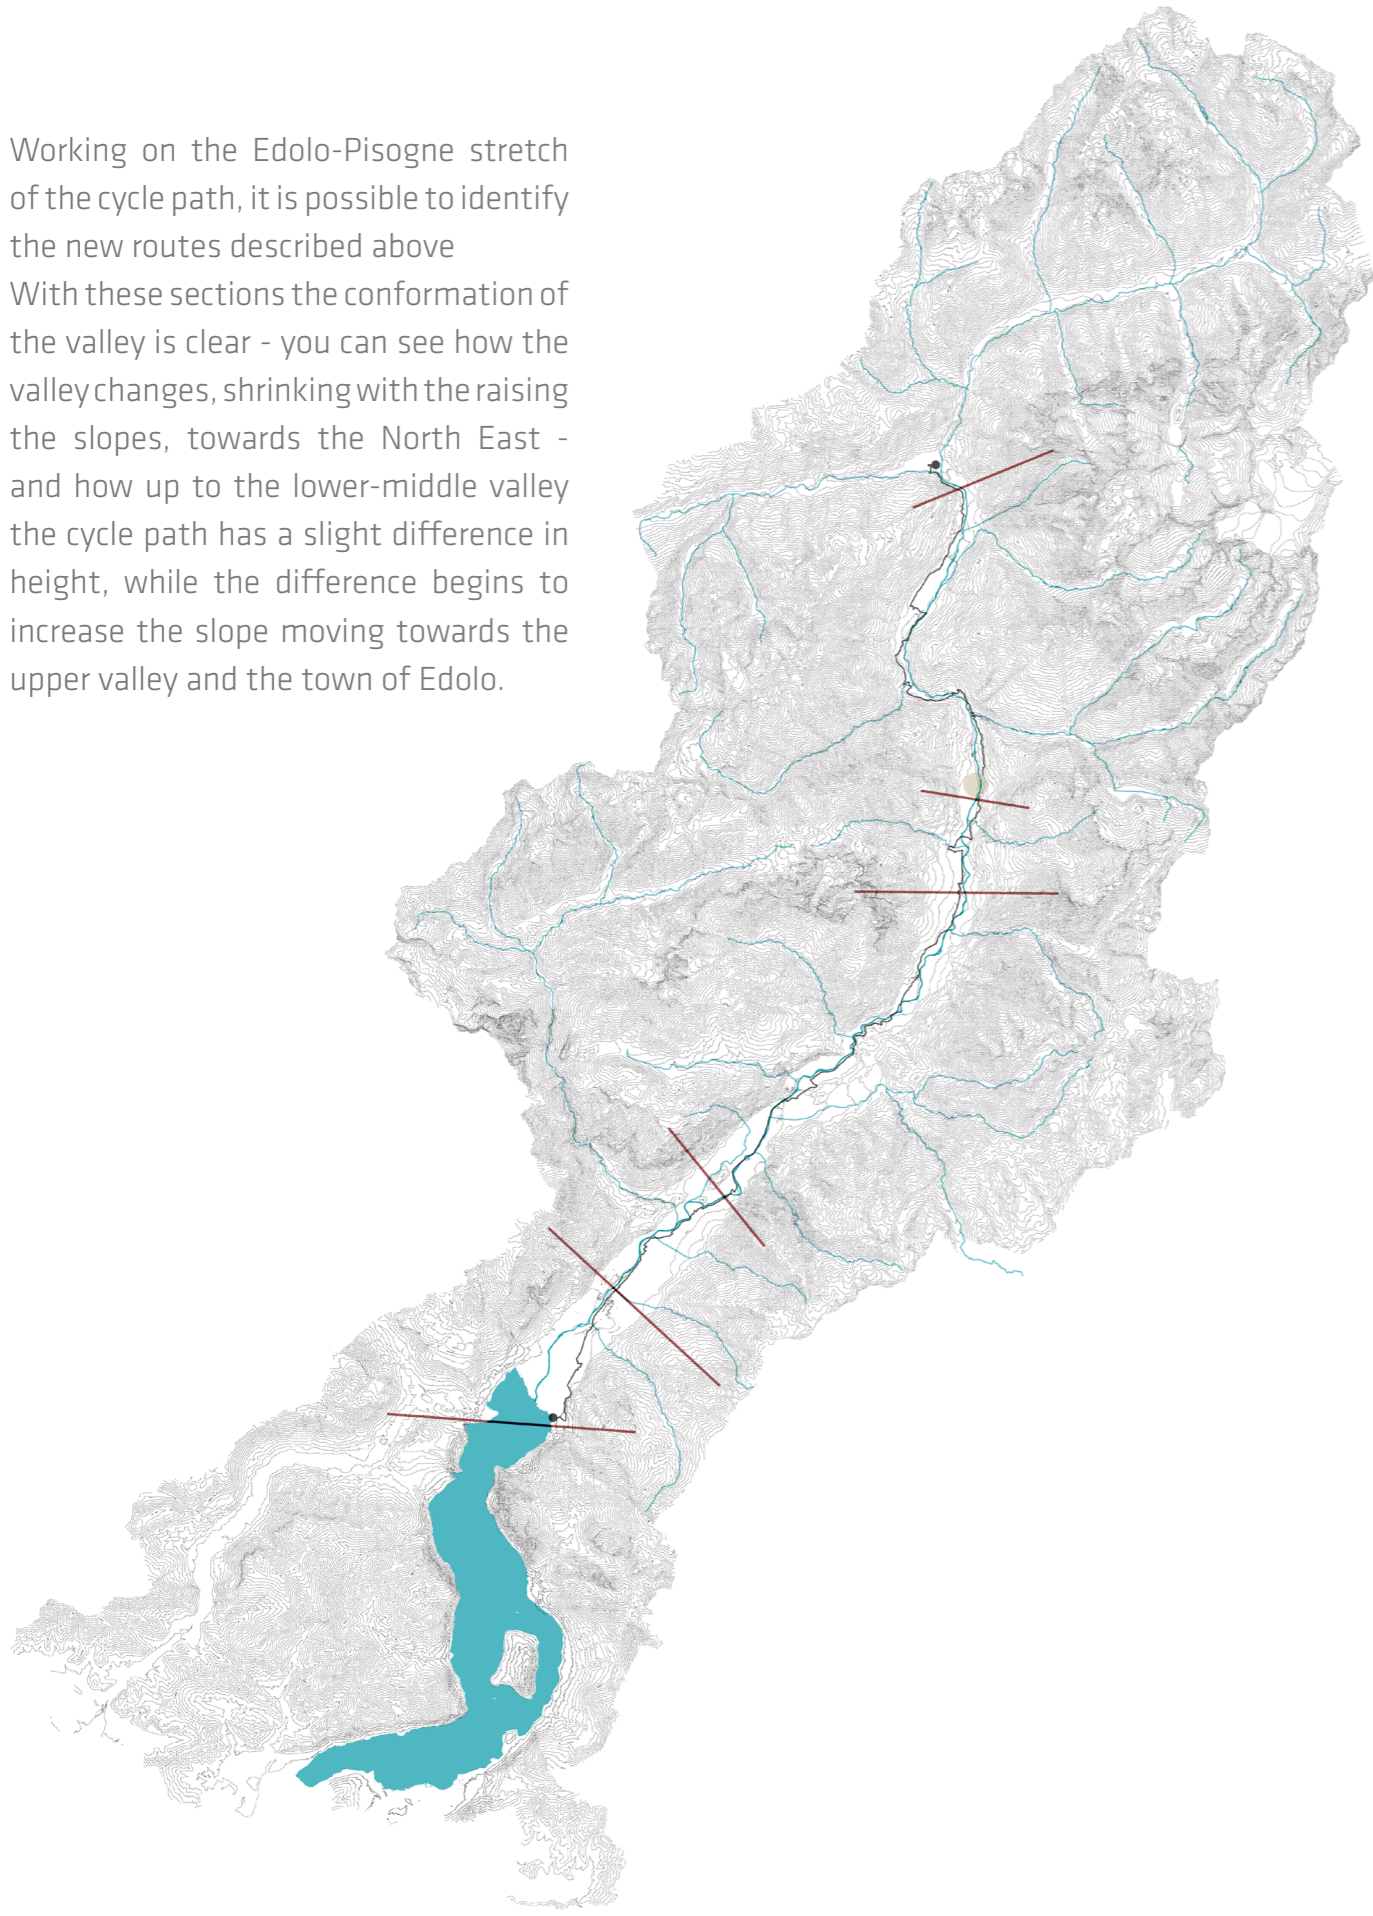 Working on the Edolo-Pisogne stretch
of the cycle path, it is possible to identify
the new routes described above
With these sections the conformation of
the valley is clear - you can see how the
valley changes, shrinking with the raising
the slopes, towards the North East -
and how up to the lower-middle valley
the cycle path has a slight difference in
height, while the difference begins to
increase the slope moving towards the
upper valley and the town of Edolo.